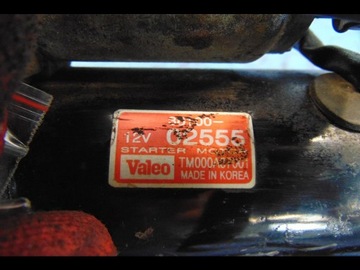 12V 02555
STARTER MOTOR
Valeo
MADE IN KOREA